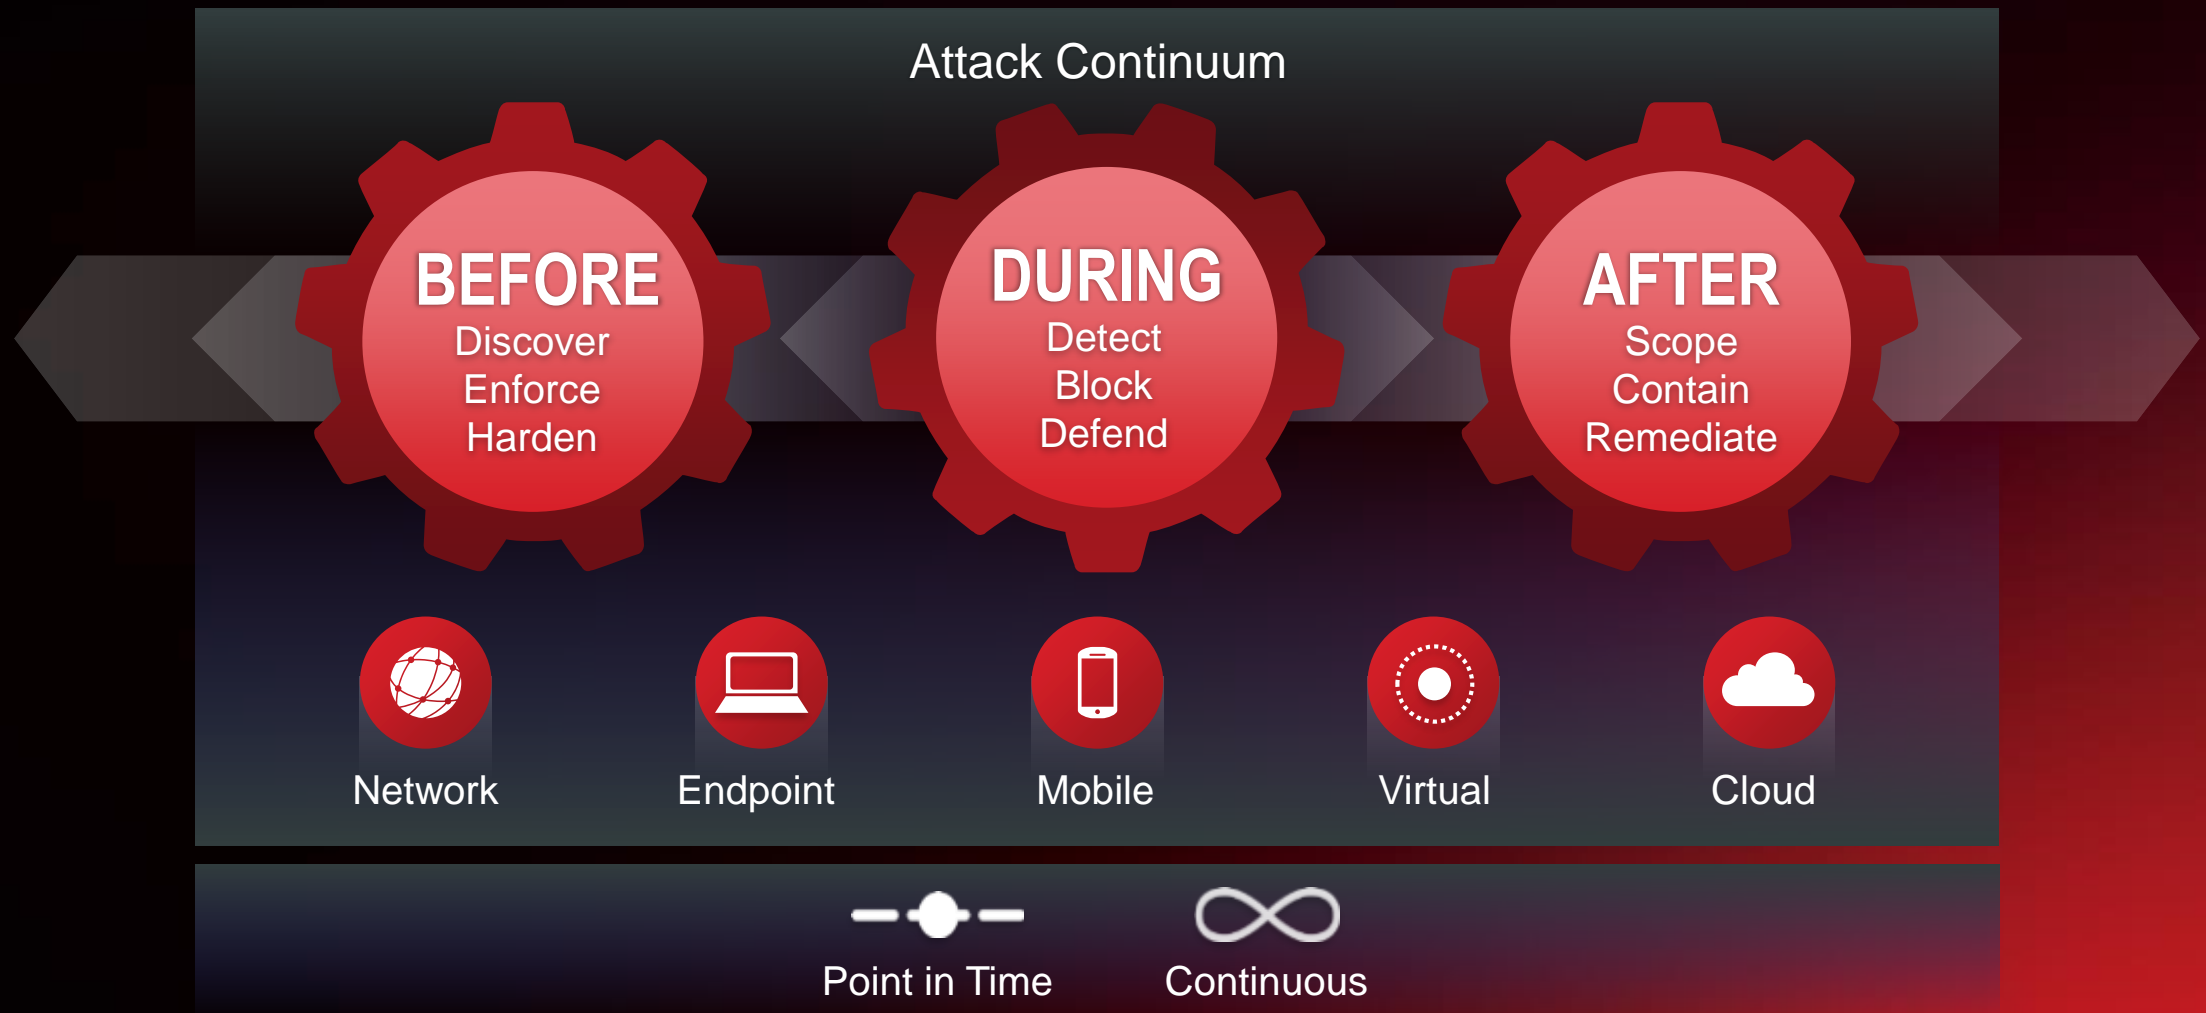 Attack Continuum
BEFORE
Discover
Enforce
Harden
DURING
Detect
Block
Defend
AFTER
Scope
Contain
Remediate
Network
Endpoint
Mobile
Virtual
Cloud
Point in Time
Continuous